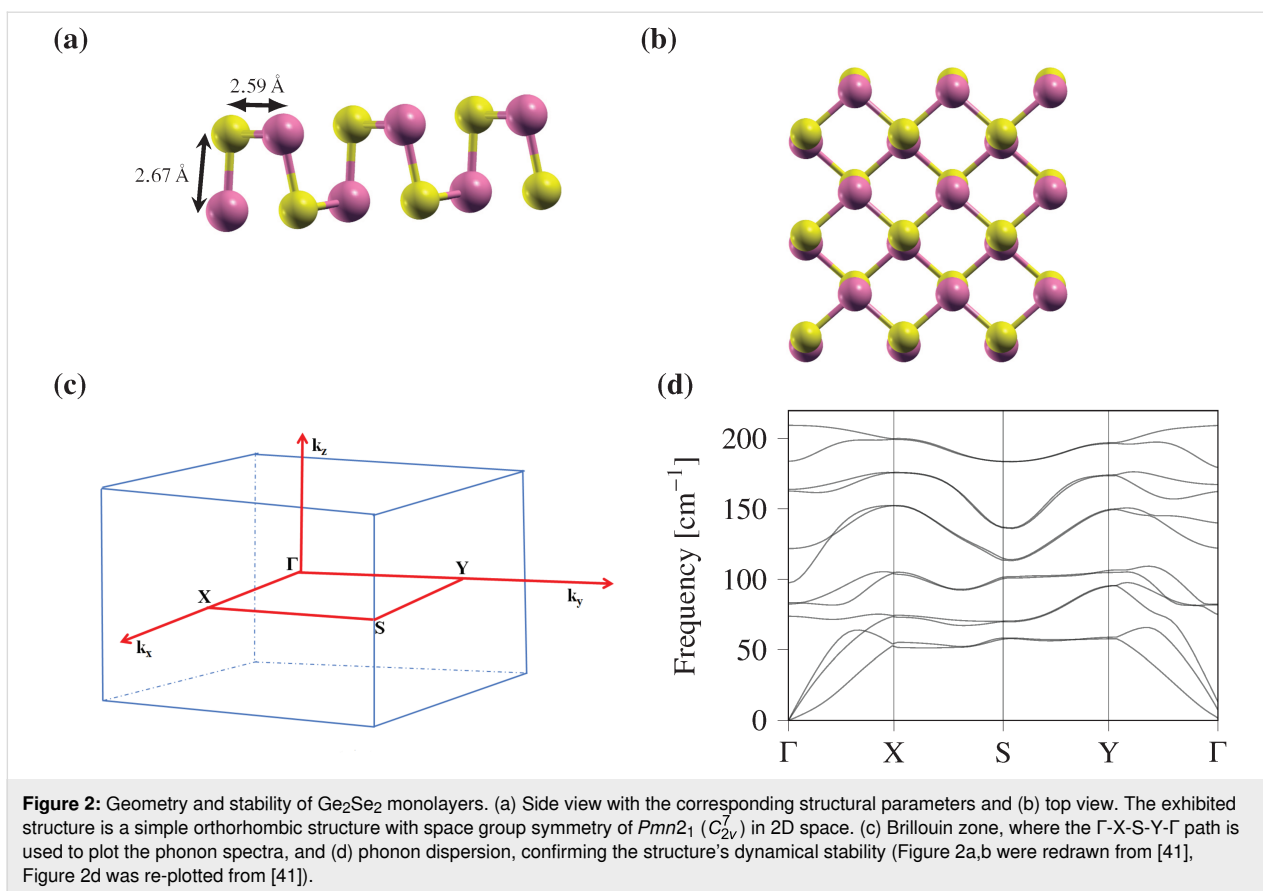 (a)
(b)
2.59 Å
2.67 Å
(c)
(d)
k_z
Γ
Y
X
S
k_y
k_x
Frequency [cm⁻¹]
200
150
100
50
0
Γ X S Y Γ
Figure 2: Geometry and stability of Ge₂Se₂ monolayers. (a) Side view with the corresponding structural parameters and (b) top view. The exhibited
structure is a simple orthorhombic structure with space group symmetry of Pmn2₁ (C⁷₂ᵥ) in 2D space. (c) Brillouin zone, where the Γ-X-S-Y-Γ path is
used to plot the phonon spectra, and (d) phonon dispersion, confirming the structure's dynamical stability (Figure 2a,b were redrawn from [41],
Figure 2d was re-plotted from [41]).